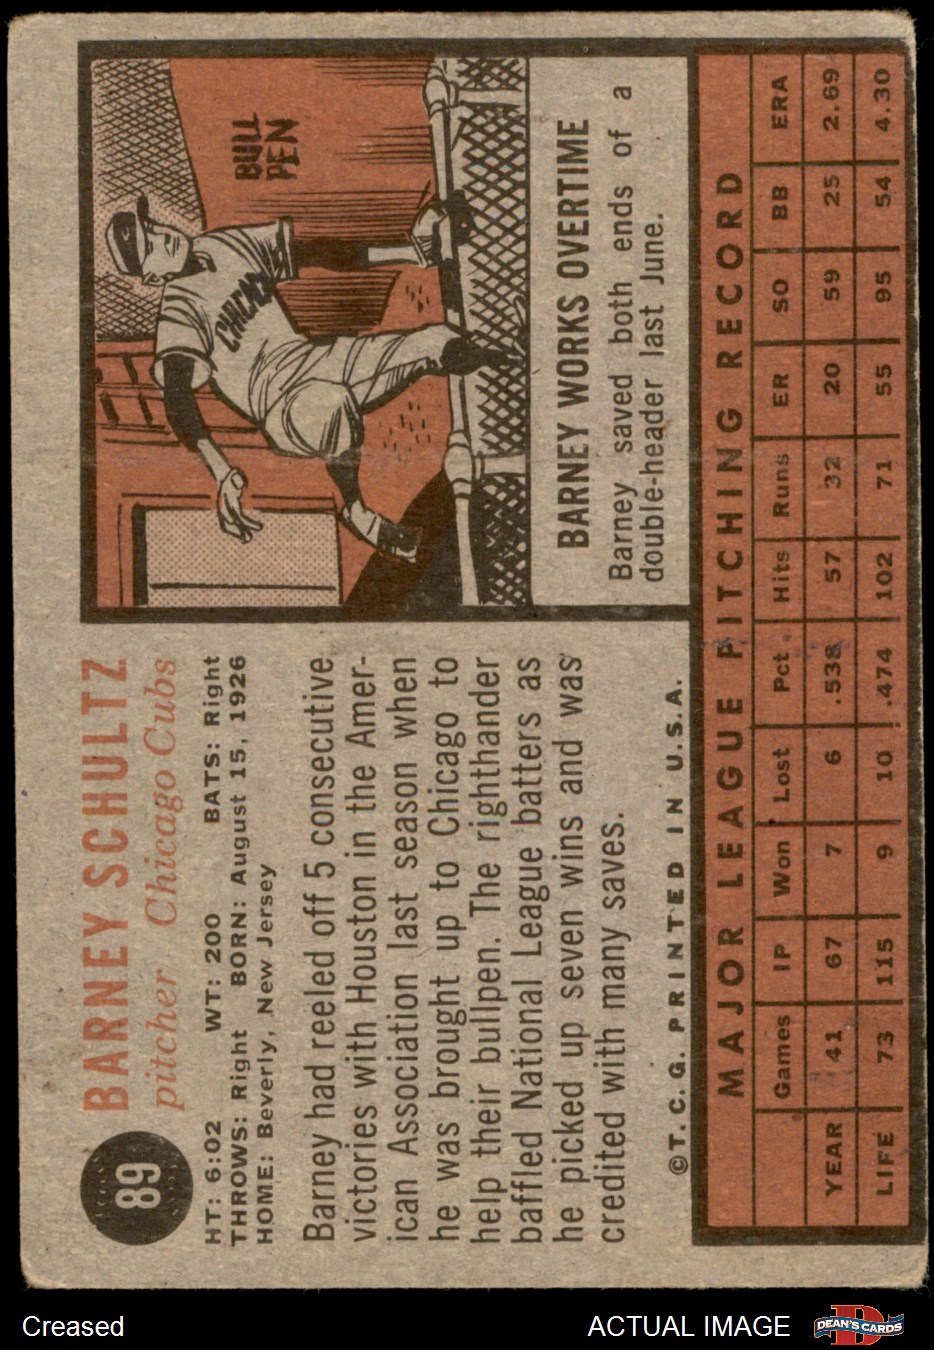 89
BARNEY SCHULTZ
pitcher Chicago Cubs
HT: 6:02 WT: 200 BATS: Right
THROWS: Right BORN: August 15, 1926
HOME: Beverly, New Jersey
Barney had reeled off 5 consecutive
victories with Houston in the Amer-
ican Association last season when
he was brought up to Chicago to
help their bullpen. The righthander
baffled National League batters as
he picked up seven wins and was
credited with many saves.
©T. C. G. PRINTED IN U.S.A.
BULL
PEN
CHICAGO
BARNEY WORKS OVERTIME
Barney saved both ends of a
double-header last June.
MAJOR LEAGUE PITCHING RECORD
Games IP Won Lost Pct. Hits Runs ER SO BB ERA
YEAR 41 67 7 6 .538 57 32 20 59 25 2.69
LIFE 73 115 9 10 .474 102 71 55 95 54 4.30
Creased
ACTUAL IMAGE
DEAN'S CARDS